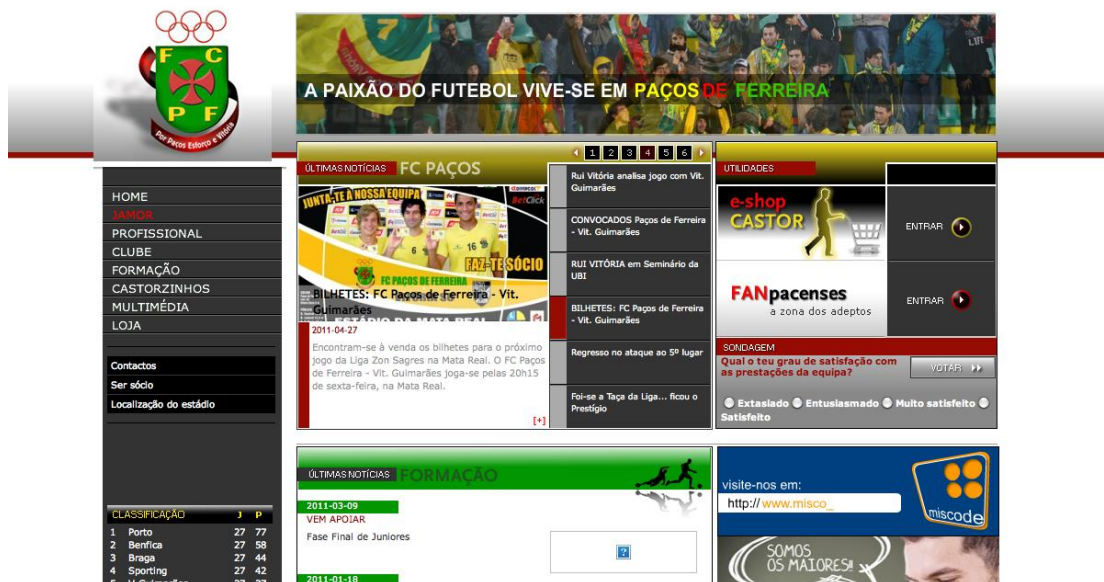 F C
P F
Por Paços Esforço e Vitória
A PAIXÃO DO FUTEBOL VIVE-SE EM PAÇOS DE FERREIRA
HOME
JAMOR
PROFISSIONAL
CLUBE
FORMAÇÃO
CASTORZINHOS
MULTIMÉDIA
LOJA
Contactos
Ser sócio
Localização do estádio
CLASSIFICAÇÃO J P
1 Porto 27 77
2 Benfica 27 58
3 Braga 27 44
4 Sporting 27 42
ÚLTIMAS NOTÍCIAS FC PAÇOS
1 2 3 4 5 6
JUNTA-TE À NOSSA EQUIPA
BetClick
6
16
FAZ-TE SÓCIO
FC PAÇOS DE FERREIRA
BILHETES: FC Paços de Ferreira - Vit.
Guimarães
ESTÁDIO DA MATA REAL
2011-04-27
Encontram-se à venda os bilhetes para o próximo
jogo da Liga Zon Sagres na Mata Real. O FC Paços
de Ferreira - Vit. Guimarães joga-se pelas 20h15
de sexta-feira, na Mata Real.
[+]
Rui Vitória analisa jogo com Vit.
Guimarães
CONVOCADOS Paços de Ferreira
- Vit. Guimarães
RUI VITÓRIA em Seminário da
UBI
BILHETES: FC Paços de Ferreira
- Vit. Guimarães
Regresso no ataque ao 5º lugar
Foi-se a Taça da Liga... ficou o
Prestígio
UTILIDADES
e-shop
CASTOR
ENTRAR
FANpacenses
a zona dos adeptos
ENTRAR
SONDAGEM
Qual o teu grau de satisfação com
as prestações da equipa?
VOTAR
Extasiado Entusiasmado Muito satisfeito
Satisfeito
ÚLTIMAS NOTÍCIAS FORMAÇÃO
2011-03-09
VEM APOIAR
Fase Final de Juniores
2011-01-18
visite-nos em:
http://www.misco_
miscode
SOMOS
OS MAIORES!!